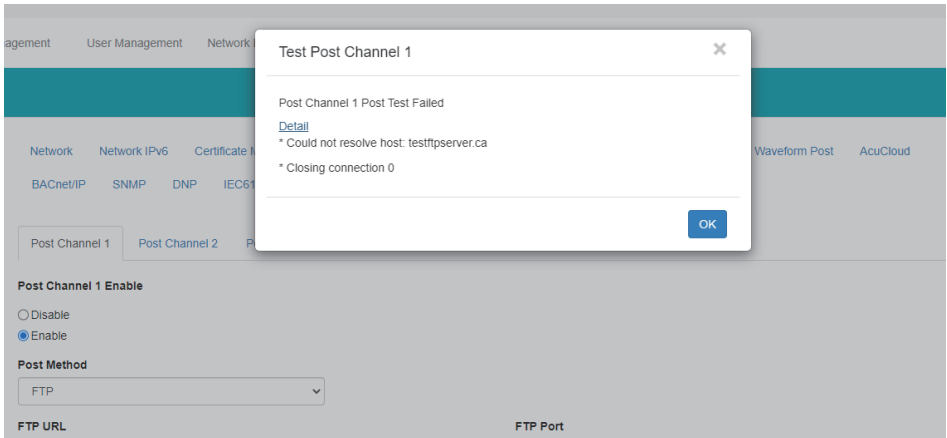 agement User Management Network
Test Post Channel 1
×
Post Channel 1 Post Test Failed
Detail
* Could not resolve host: testftpserver.ca
* Closing connection 0
OK
Network Network IPv6 Certificate Waveform Post AcuCloud
BACnet/IP SNMP DNP IEC61
Post Channel 1 Post Channel 2
Post Channel 1 Enable
Disable
Enable
Post Method
FTP
FTP URL FTP Port